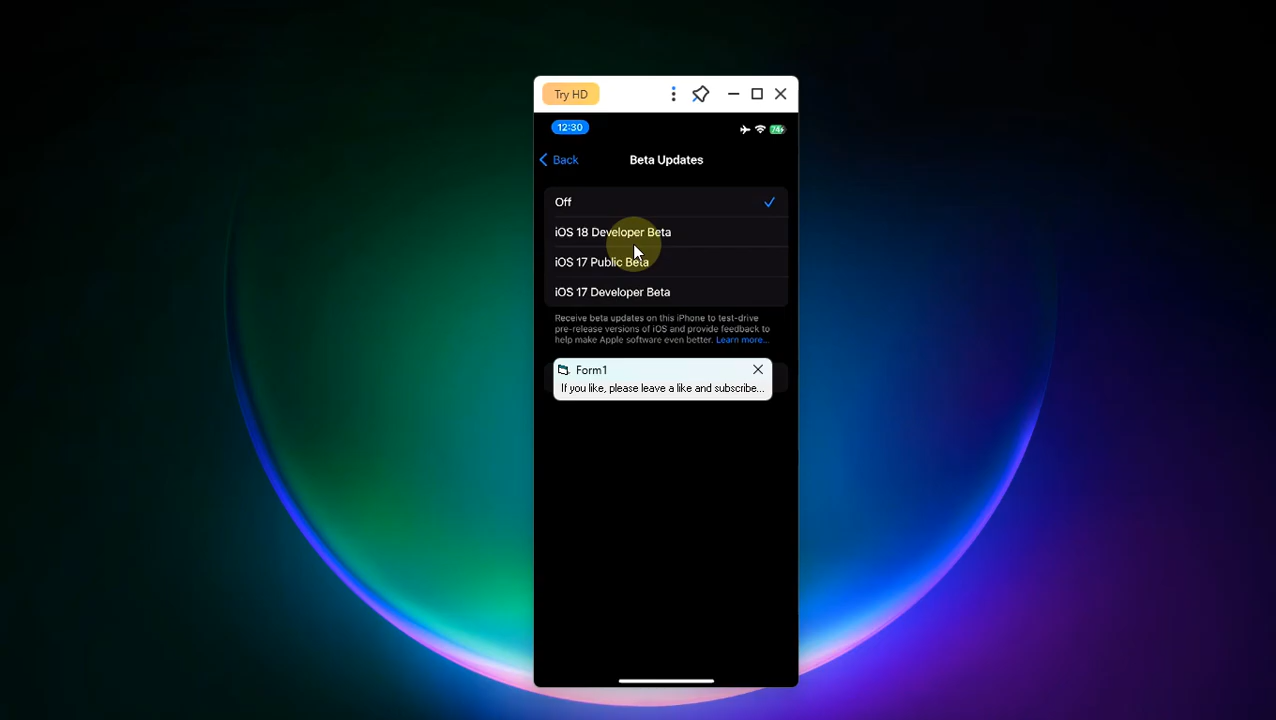 Try HD
12:30
74
Back
Beta Updates
Off
iOS 18 Developer Beta
iOS 17 Public Beta
iOS 17 Developer Beta
Receive beta updates on this iPhone to test-drive
pre-release versions of iOS and provide feedback to
help make Apple software even better. Learn more...
Form1
If you like, please leave a like and subscribe...